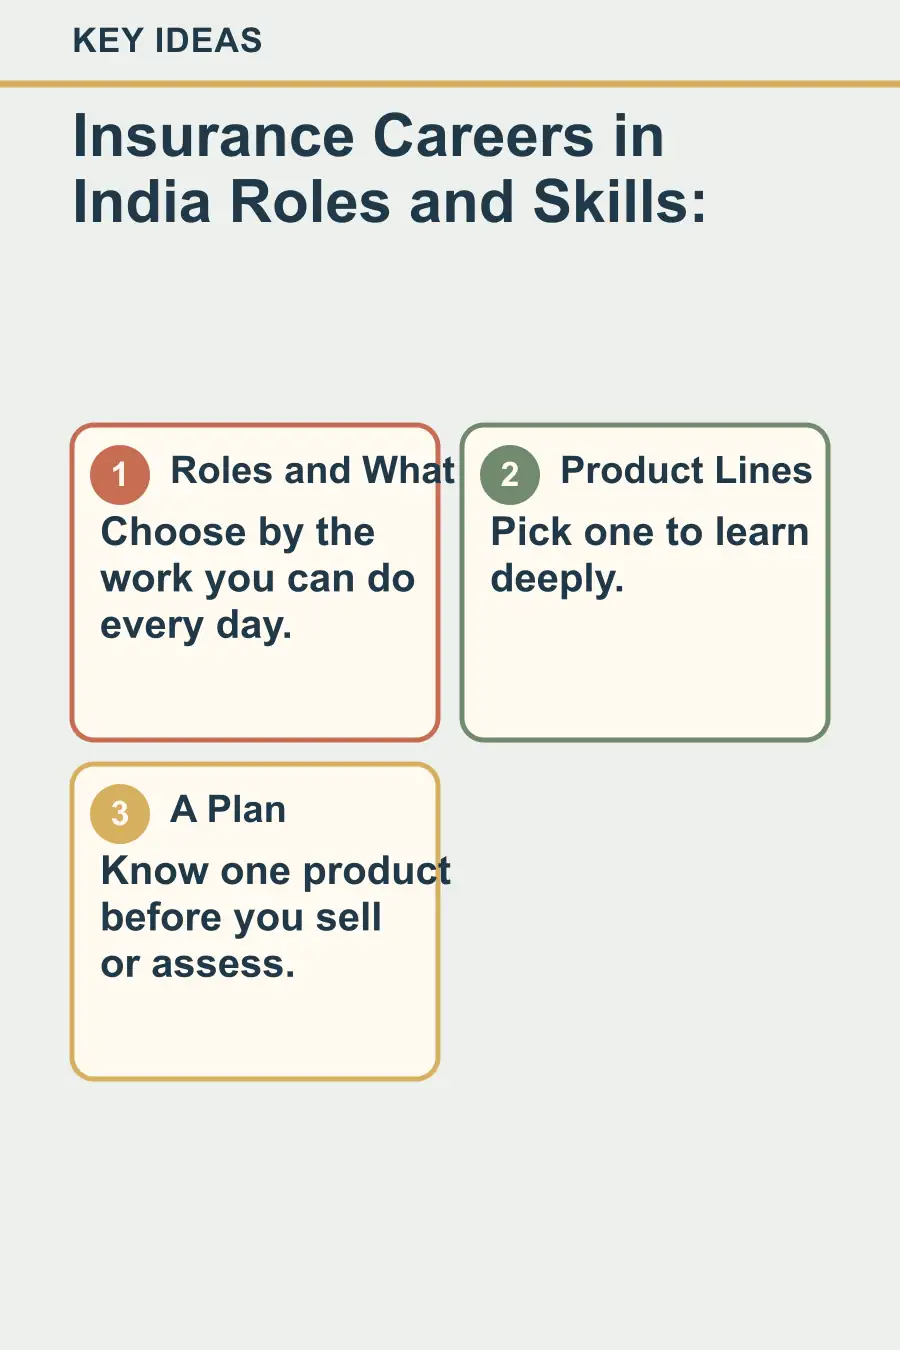 KEY IDEAS
Insurance Careers in
India Roles and Skills:
1 Roles and What
Choose by the
work you can do
every day.
2 Product Lines
Pick one to learn
deeply.
3 A Plan
Know one product
before you sell
or assess.